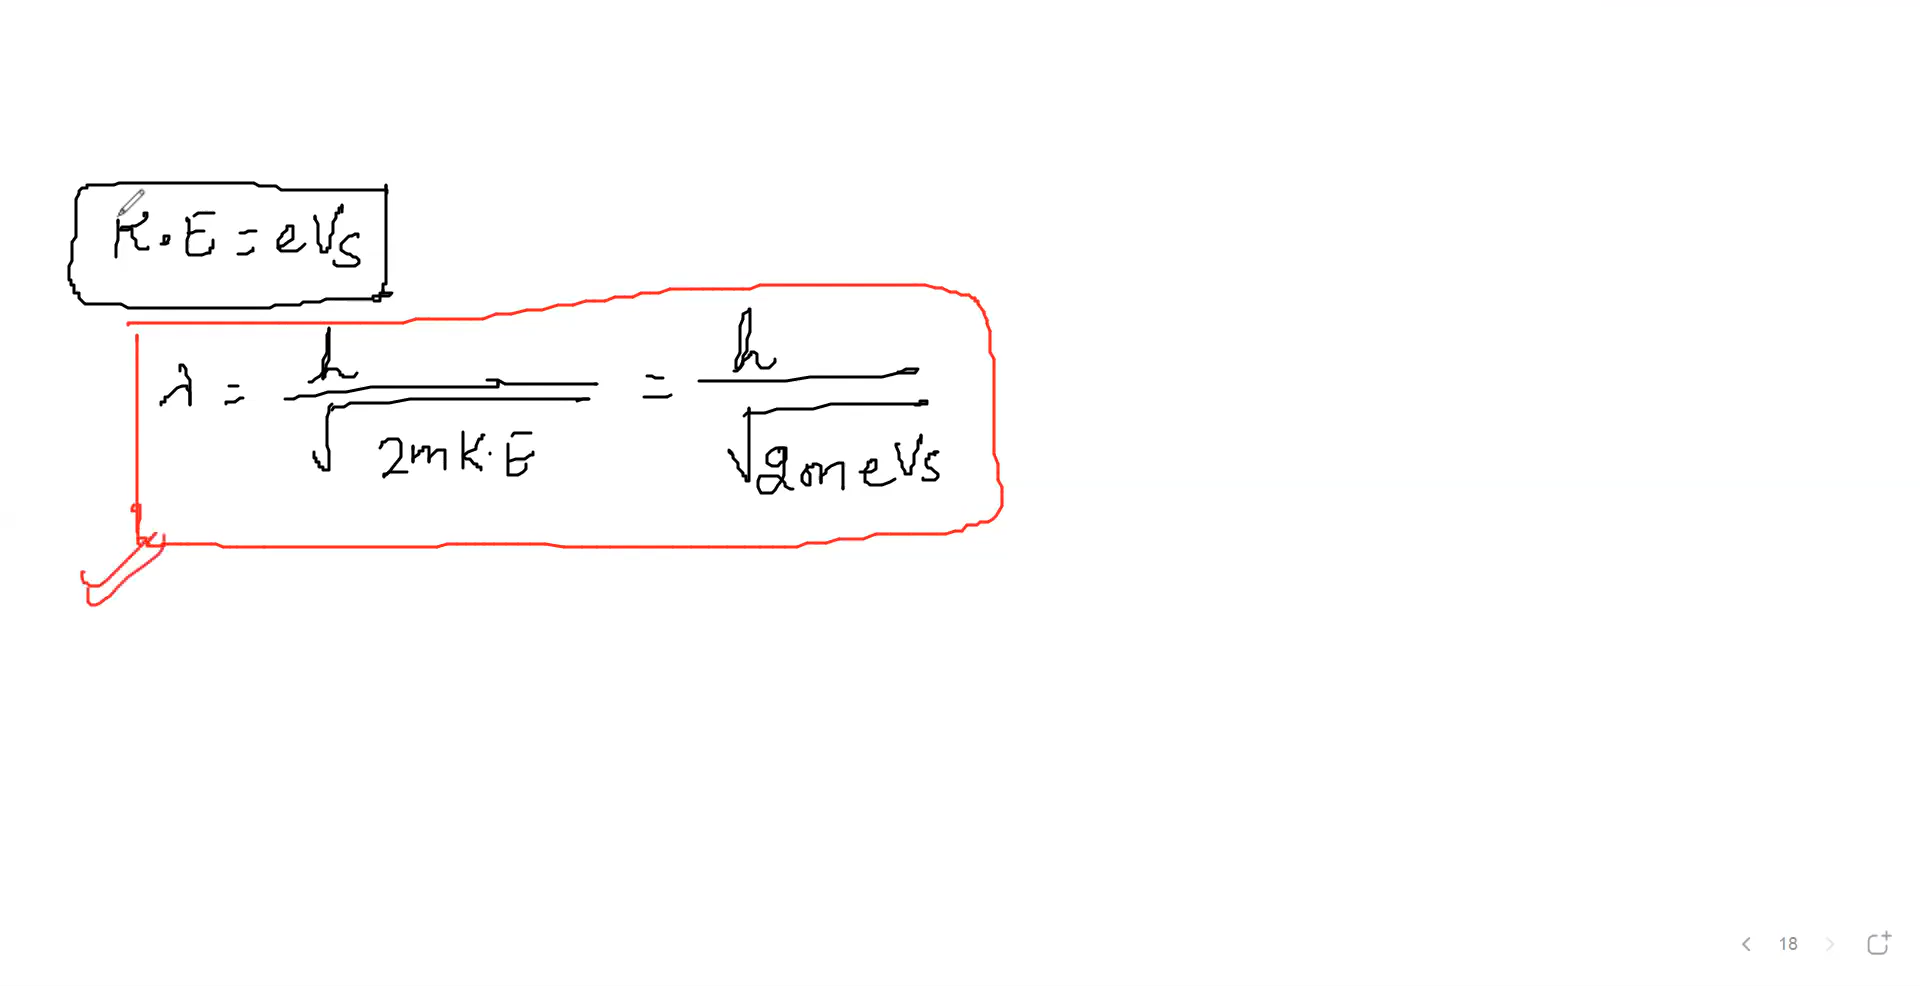 K.E = eVs
λ = h / √2mK.E = h / √2meVs
18